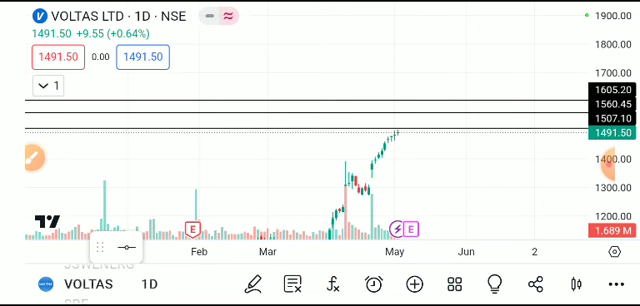 V VOLTAS LTD · 1D · NSE
1491.50 +9.55 (+0.64%)
1491.50 0.00 1491.50
1
1900.00
1800.00
1700.00
1605.20
1560.45
1507.10
1491.50
1400.00
1300.00
1200.00
1.689 M
E E
Feb Mar May Jun 2
JSWENERG
VOLTAS 1D